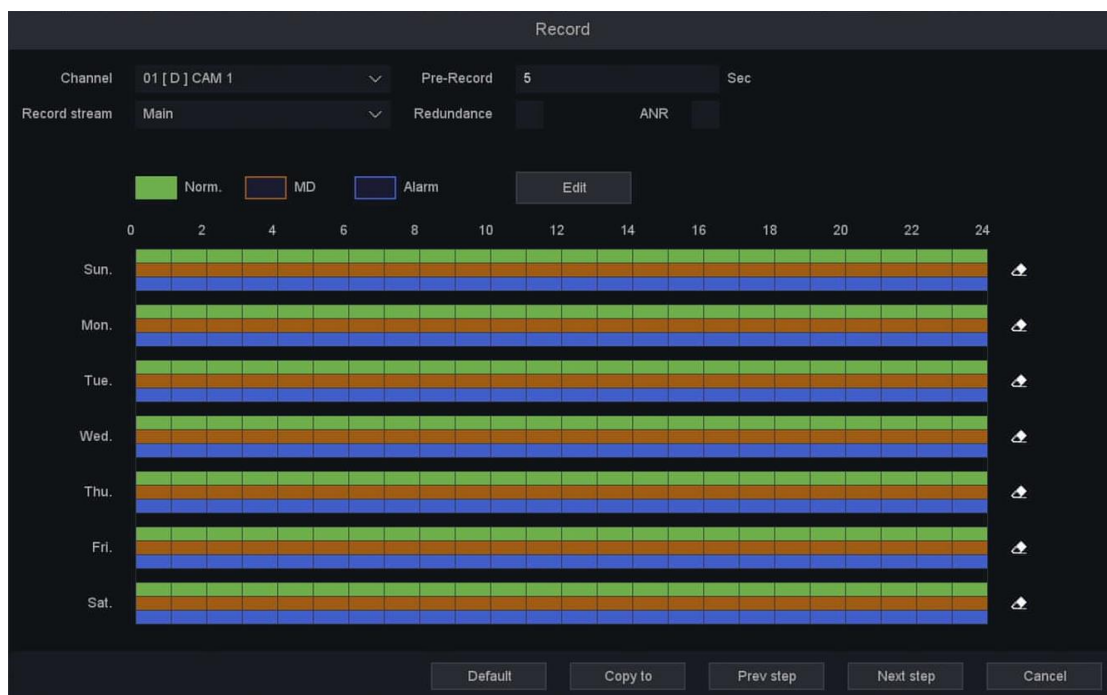 Record
Channel 01 [ D ] CAM 1 Pre-Record 5 Sec
Record stream Main Redundance ANR
Norm. MD Alarm Edit
0 2 4 6 8 10 12 14 16 18 20 22 24
Sun.
Mon.
Tue.
Wed.
Thu.
Fri.
Sat.
Default Copy to Prev step Next step Cancel